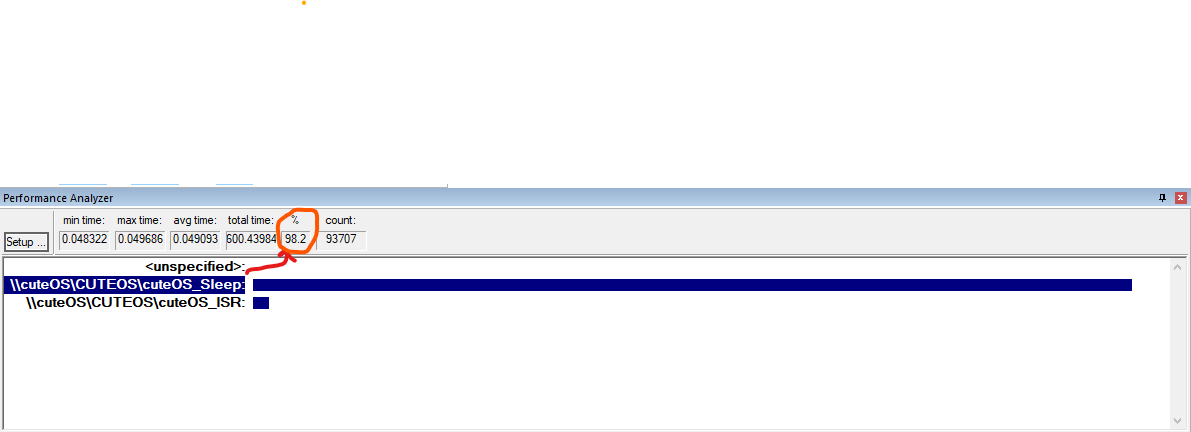 Performance Analyzer
min time: max time: avg time: total time: % count:
Setup ... 0.048322 0.049686 0.049093 600.43984 98.2 93707
<unspecified>:
\\cuteOS\CUTEOS\cuteOS_Sleep:
\\cuteOS\CUTEOS\cuteOS_ISR: